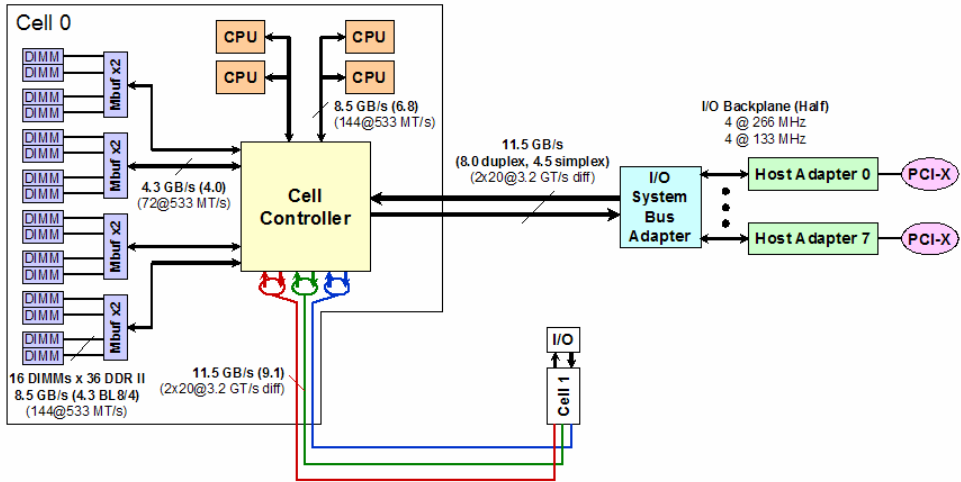 Cell 0
CPU
CPU
CPU
CPU
DIMM
DIMM
DIMM
DIMM
Mbuf x2
DIMM
DIMM
DIMM
DIMM
Mbuf x2
DIMM
DIMM
DIMM
DIMM
Mbuf x2
DIMM
DIMM
DIMM
DIMM
Mbuf x2
8.5 GB/s (6.8)
(144@533 MT/s)
4.3 GB/s (4.0)
(72@533 MT/s)
Cell
Controller
16 DIMMs x 36 DDR II
8.5 GB/s (4.3 BL8/4)
(144@533 MT/s)
11.5 GB/s (9.1)
(2x20@3.2 GT/s diff)
11.5 GB/s
(8.0 duplex, 4.5 simplex)
(2x20@3.2 GT/s diff)
I/O
System
Bus
Adapter
I/O Backplane (Half)
4 @ 266 MHz
4 @ 133 MHz
Host Adapter 0
PCI-X
Host Adapter 7
PCI-X
I/O
Cell 1